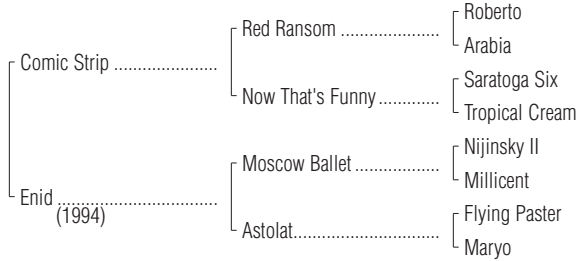 Roberto
Red Ransom ..................
Arabia
Comic Strip ......................
Saratoga Six
Now That's Funny ............
Tropical Cream
Nijinsky II
Moscow Ballet ................
Millicent
Enid .................................
(1994)
Flying Paster
Astolat..............................
Maryo